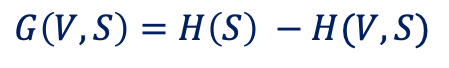 G(V,S) = H(S) − H(V,S)